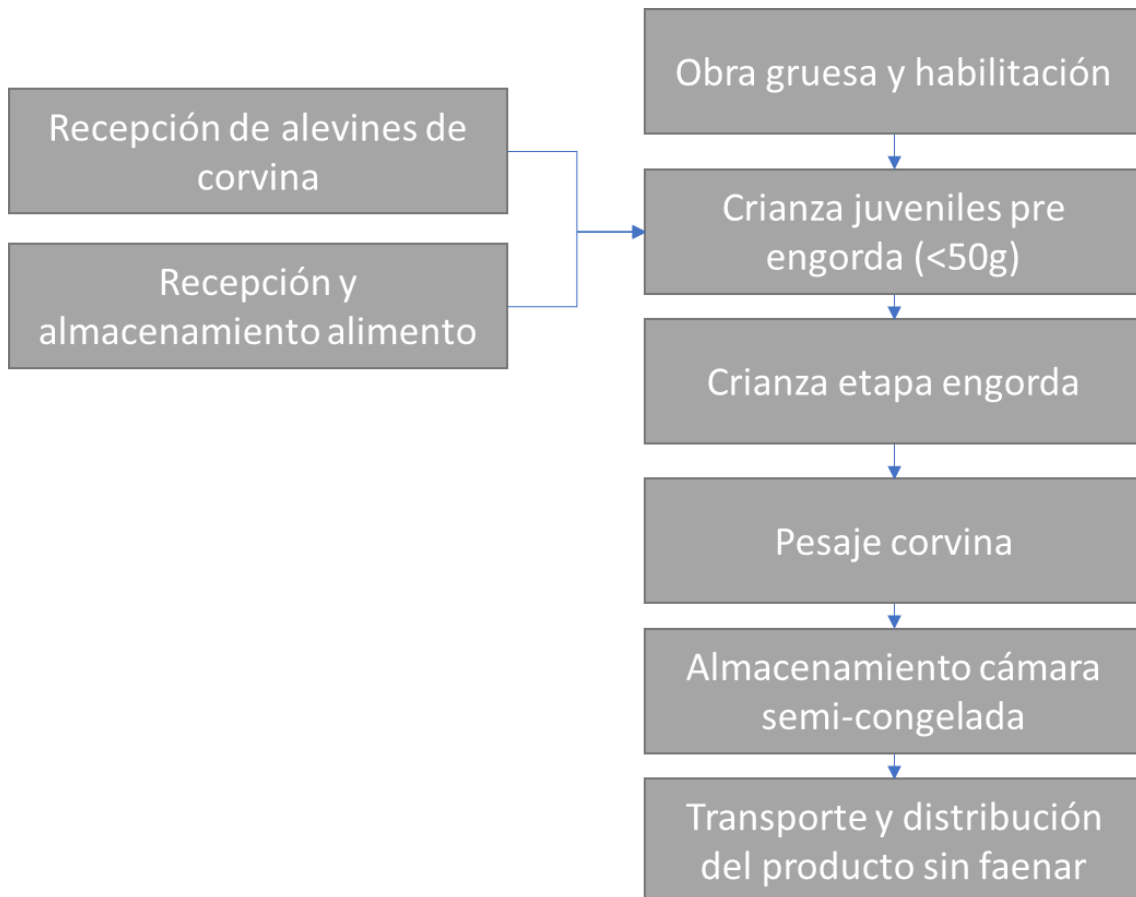 Obra gruesa y habilitación
Recepción de alevines de
corvina
Crianza juveniles pre
engorda (<50g)
Recepción y
almacenamiento alimento
Crianza etapa engorda
Pesaje corvina
Almacenamiento cámara
semi-congelada
Transporte y distribución
del producto sin faenar